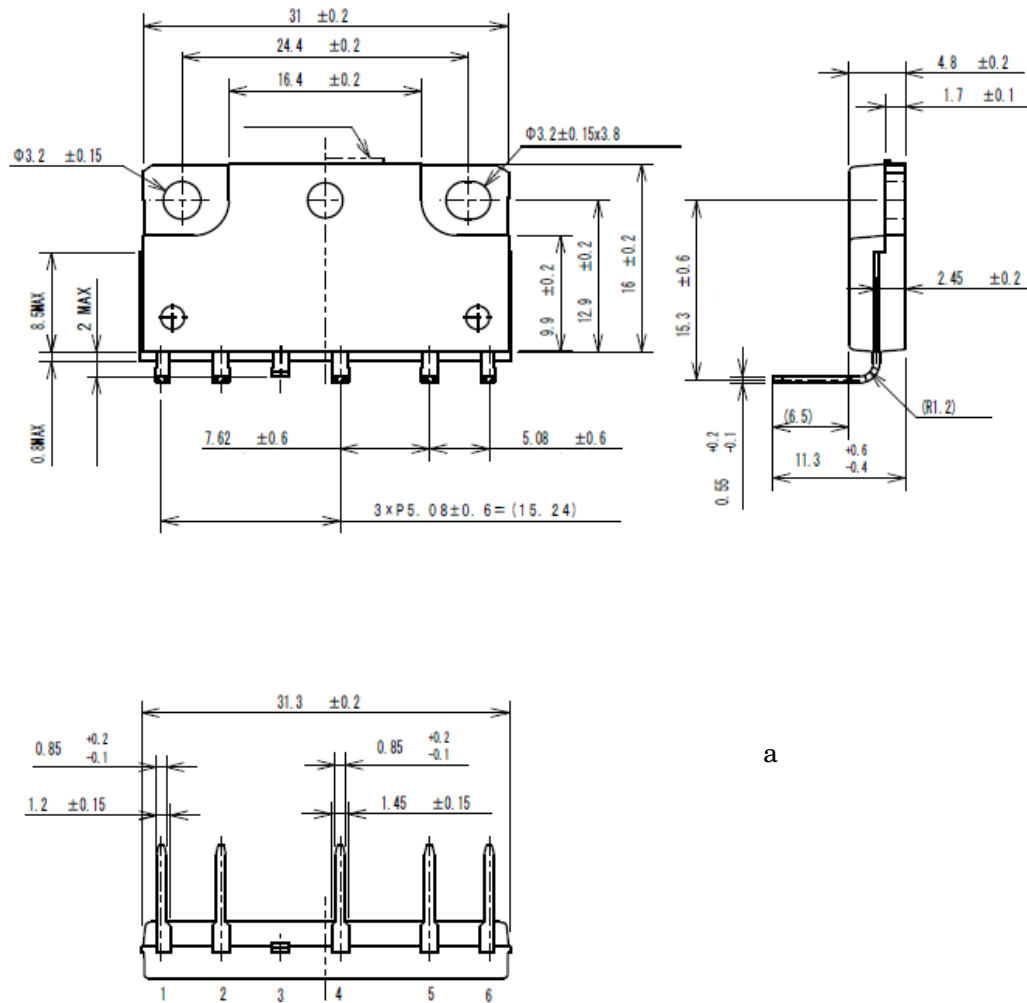 31 ±0.2
24.4 ±0.2
16.4 ±0.2
4.8 ±0.2
1.7 ±0.1
Φ3.2 ±0.15
Φ3.2±0.15x3.8
8.5MAX
2 MAX
0.8MAX
9.9 ±0.2
12.9 ±0.2
16 ±0.2
15.3 ±0.6
2.45 ±0.2
(R1.2)
(6.5)
0.55 +0.2 -0.1
11.3 +0.6 -0.4
7.62 ±0.6
5.08 ±0.6
3×P5.08±0.6=(15.24)
31.3 ±0.2
0.85 +0.2 -0.1
0.85 +0.2 -0.1
a
1.2 ±0.15
1.45 ±0.15
1 2 3 4 5 6